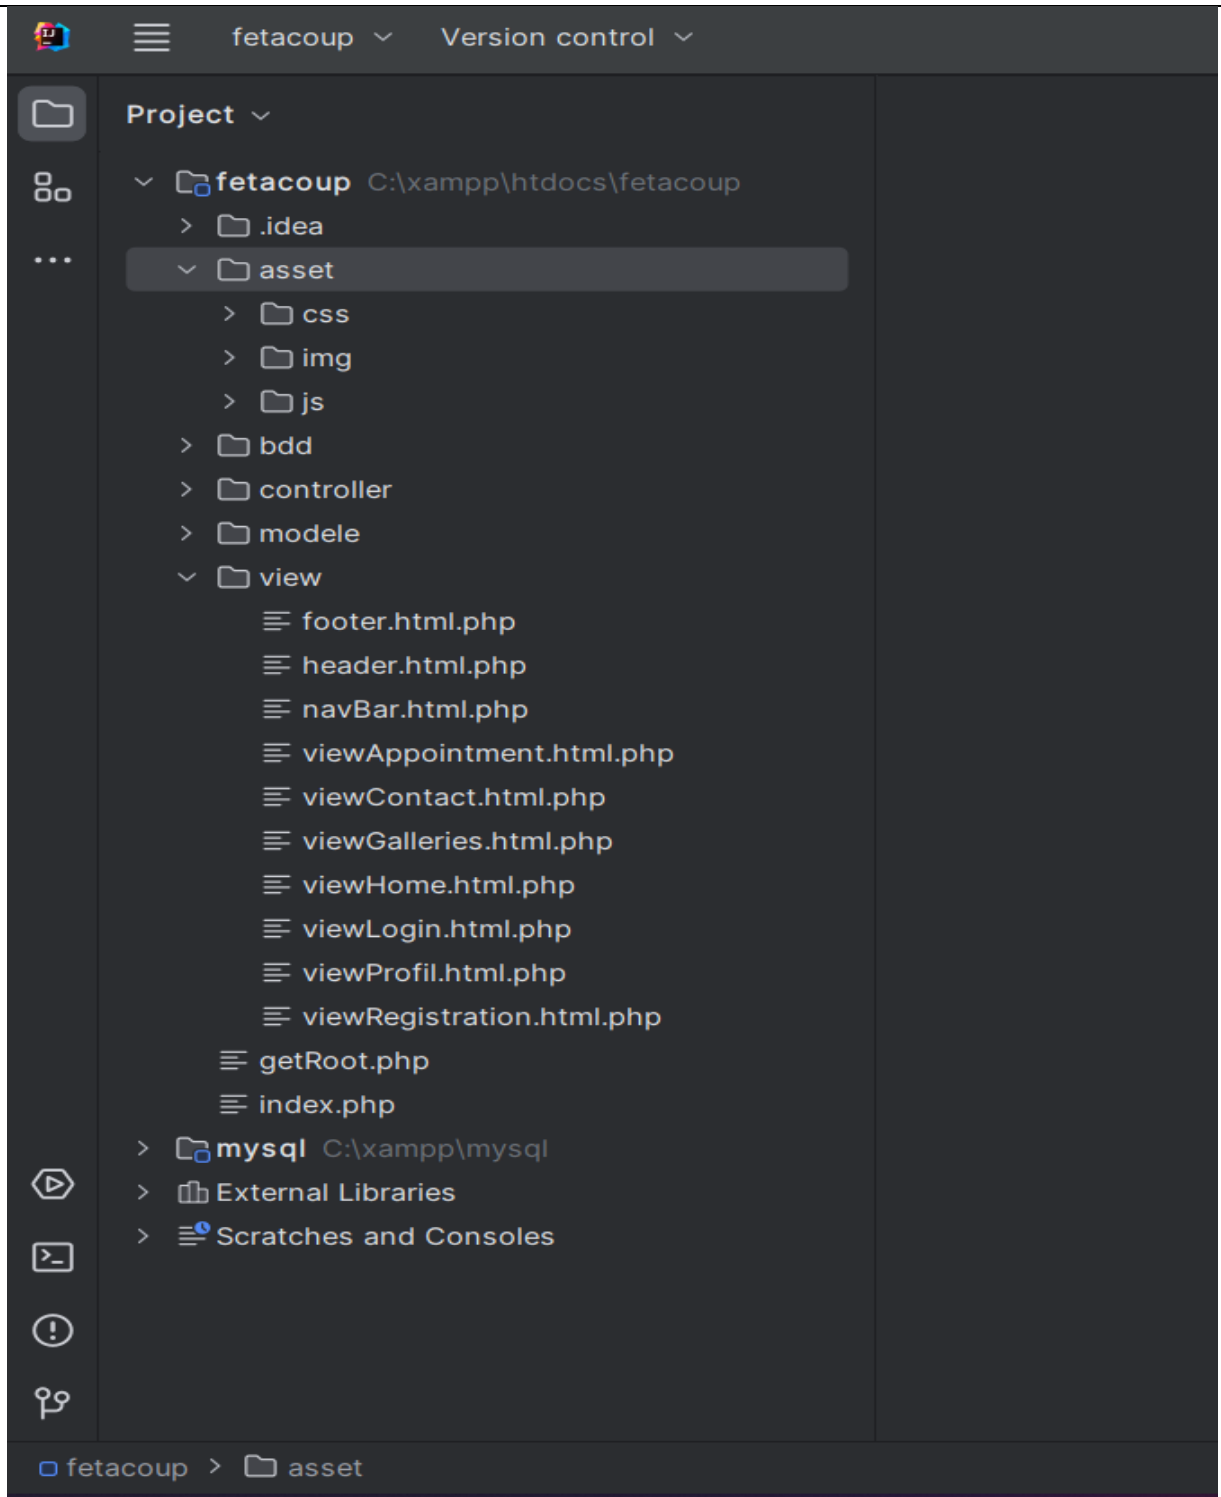 fetacoup Version control
Project
fetacoup C:\xampp\htdocs\fetacoup
.idea
asset
css
img
js
bdd
controller
modele
view
footer.html.php
header.html.php
navBar.html.php
viewAppointment.html.php
viewContact.html.php
viewGalleries.html.php
viewHome.html.php
viewLogin.html.php
viewProfil.html.php
viewRegistration.html.php
getRoot.php
index.php
mysql C:\xampp\mysql
External Libraries
Scratches and Consoles
fetacoup > asset